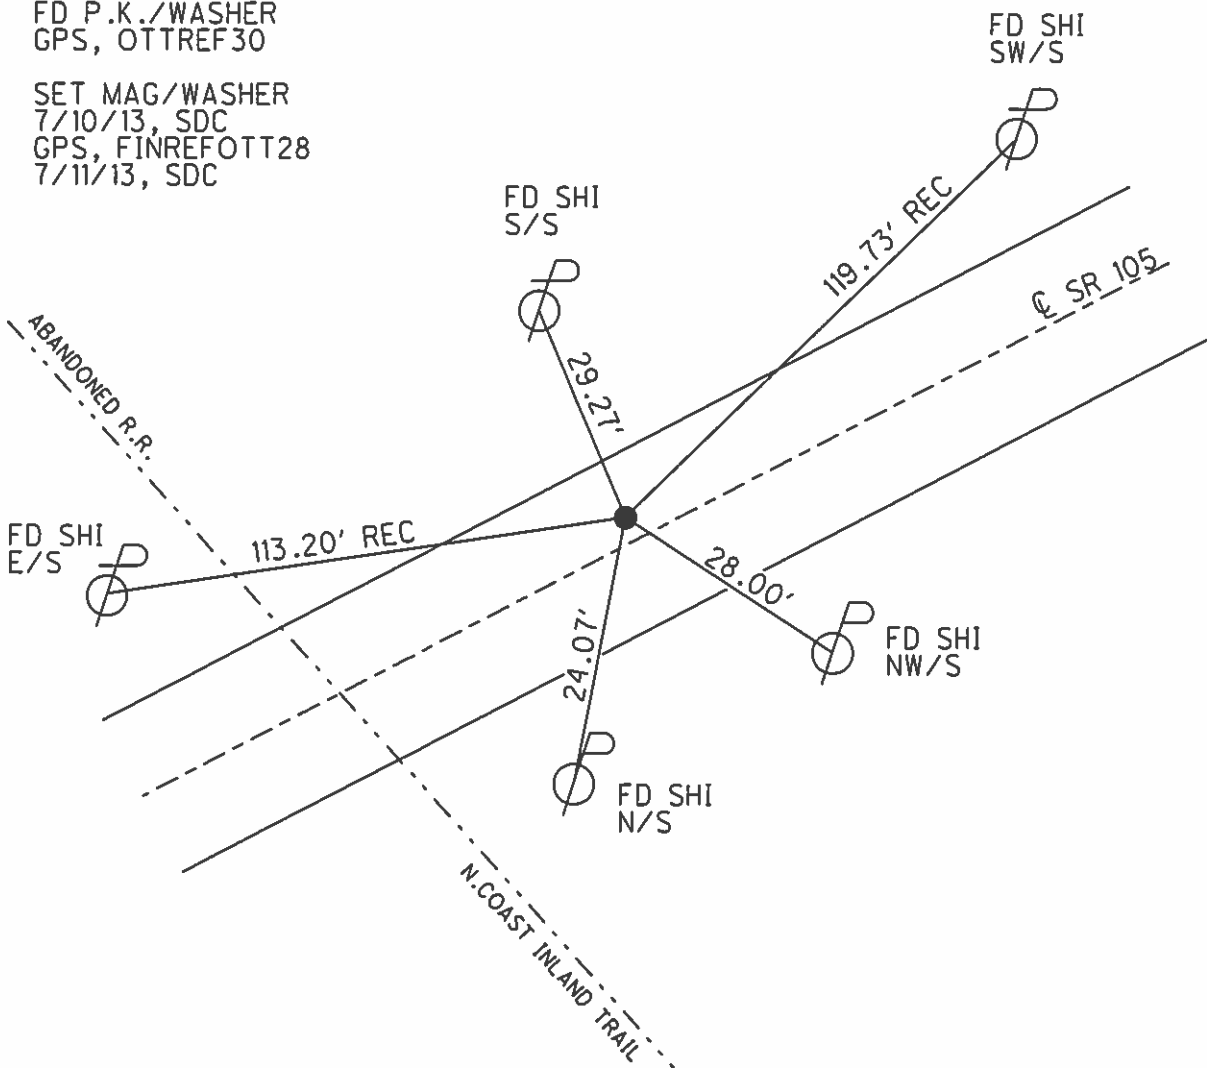 FD P.K./WASHER
GPS, OTTREF30
SET MAG/WASHER
7/10/13, SDC
GPS, FINREFOTT28
7/11/13, SDC
FD SHI
SW/S
FD SHI
S/S
119.73' REC
℄ SR 105
29.27'
ABANDONED R.R.
FD SHI
E/S
113.20' REC
28.00'
24.07'
FD SHI
NW/S
FD SHI
N/S
N.COAST INLAND TRAIL